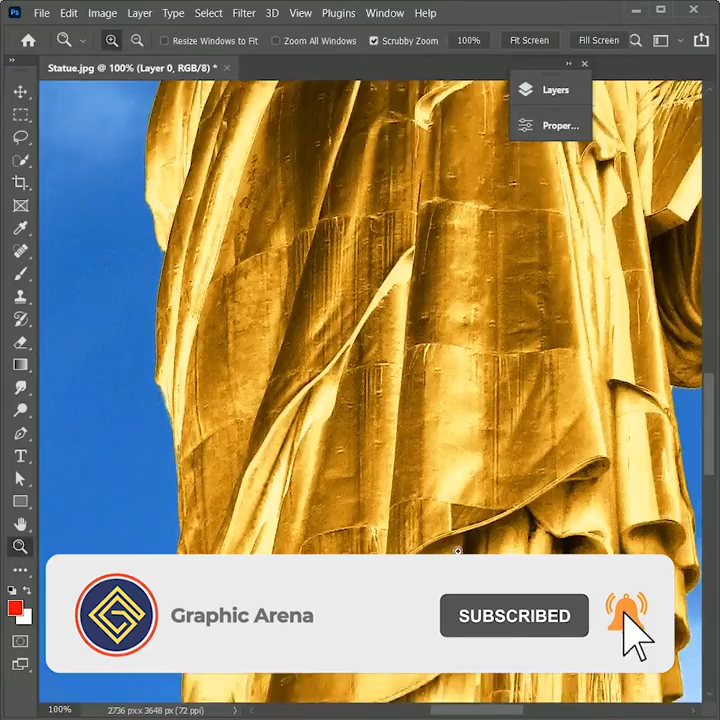 Ps File Edit Image Layer Type Select Filter 3D View Plugins Window Help
Resize Windows to Fit Zoom All Windows Scrubby Zoom 100% Fit Screen Fill Screen
Statue.jpg @ 100% (Layer 0, RGB/8) *
Layers
Proper...
Graphic Arena
SUBSCRIBED
100% 2736 px x 3648 px (72 ppi)